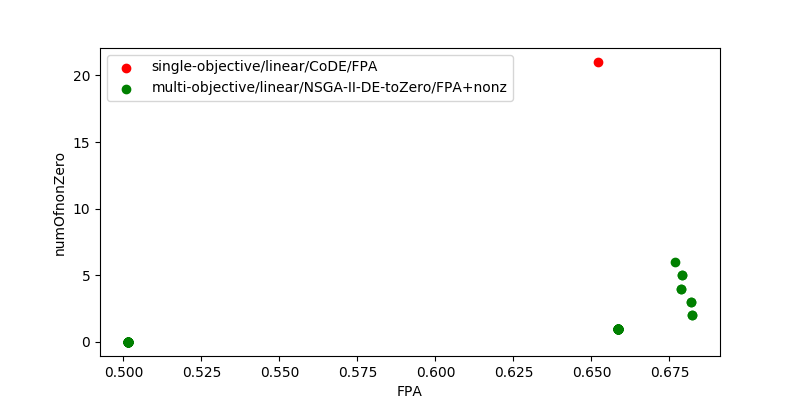 single-objective/linear/CoDE/FPA
multi-objective/linear/NSGA-II-DE-toZero/FPA+nonz
20
15
10
5
0
numOfnonZero
0.500 0.525 0.550 0.575 0.600 0.625 0.650 0.675
FPA